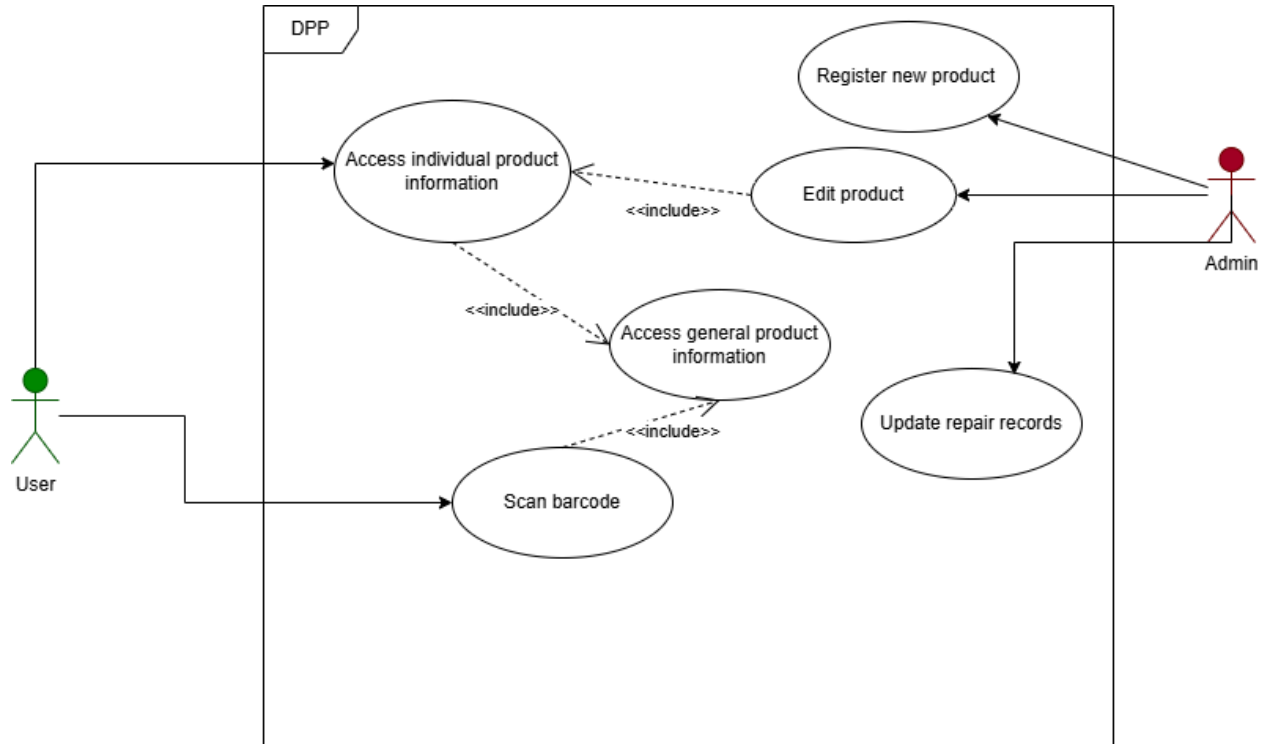 DPP
Register new product
Access individual product
information
Edit product
<<include>>
Admin
<<include>>
Access general product
information
Update repair records
<<include>>
User
Scan barcode